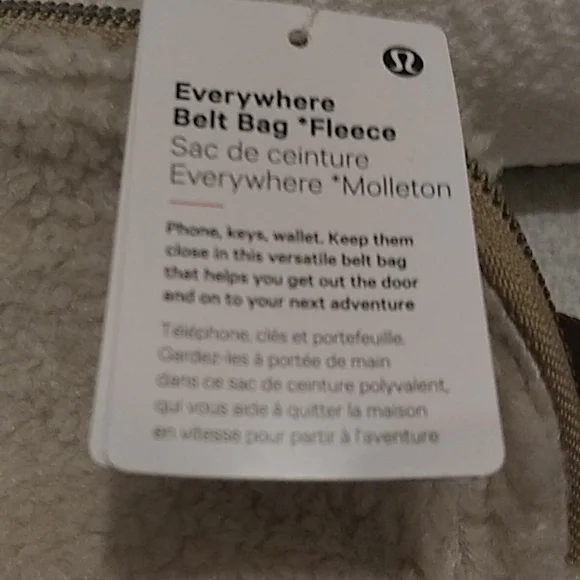 Everywhere
Belt Bag *Fleece
Sac de ceinture
Everywhere *Molleton
Phone, keys, wallet. Keep them
close in this versatile belt bag
that helps you get out the door
and on to your next adventure
Téléphone, clés et portefeuille.
Gardez-les à portée de main
dans ce sac de ceinture polyvalent,
qui vous aide à quitter la maison
en vitesse pour partir à l'aventure